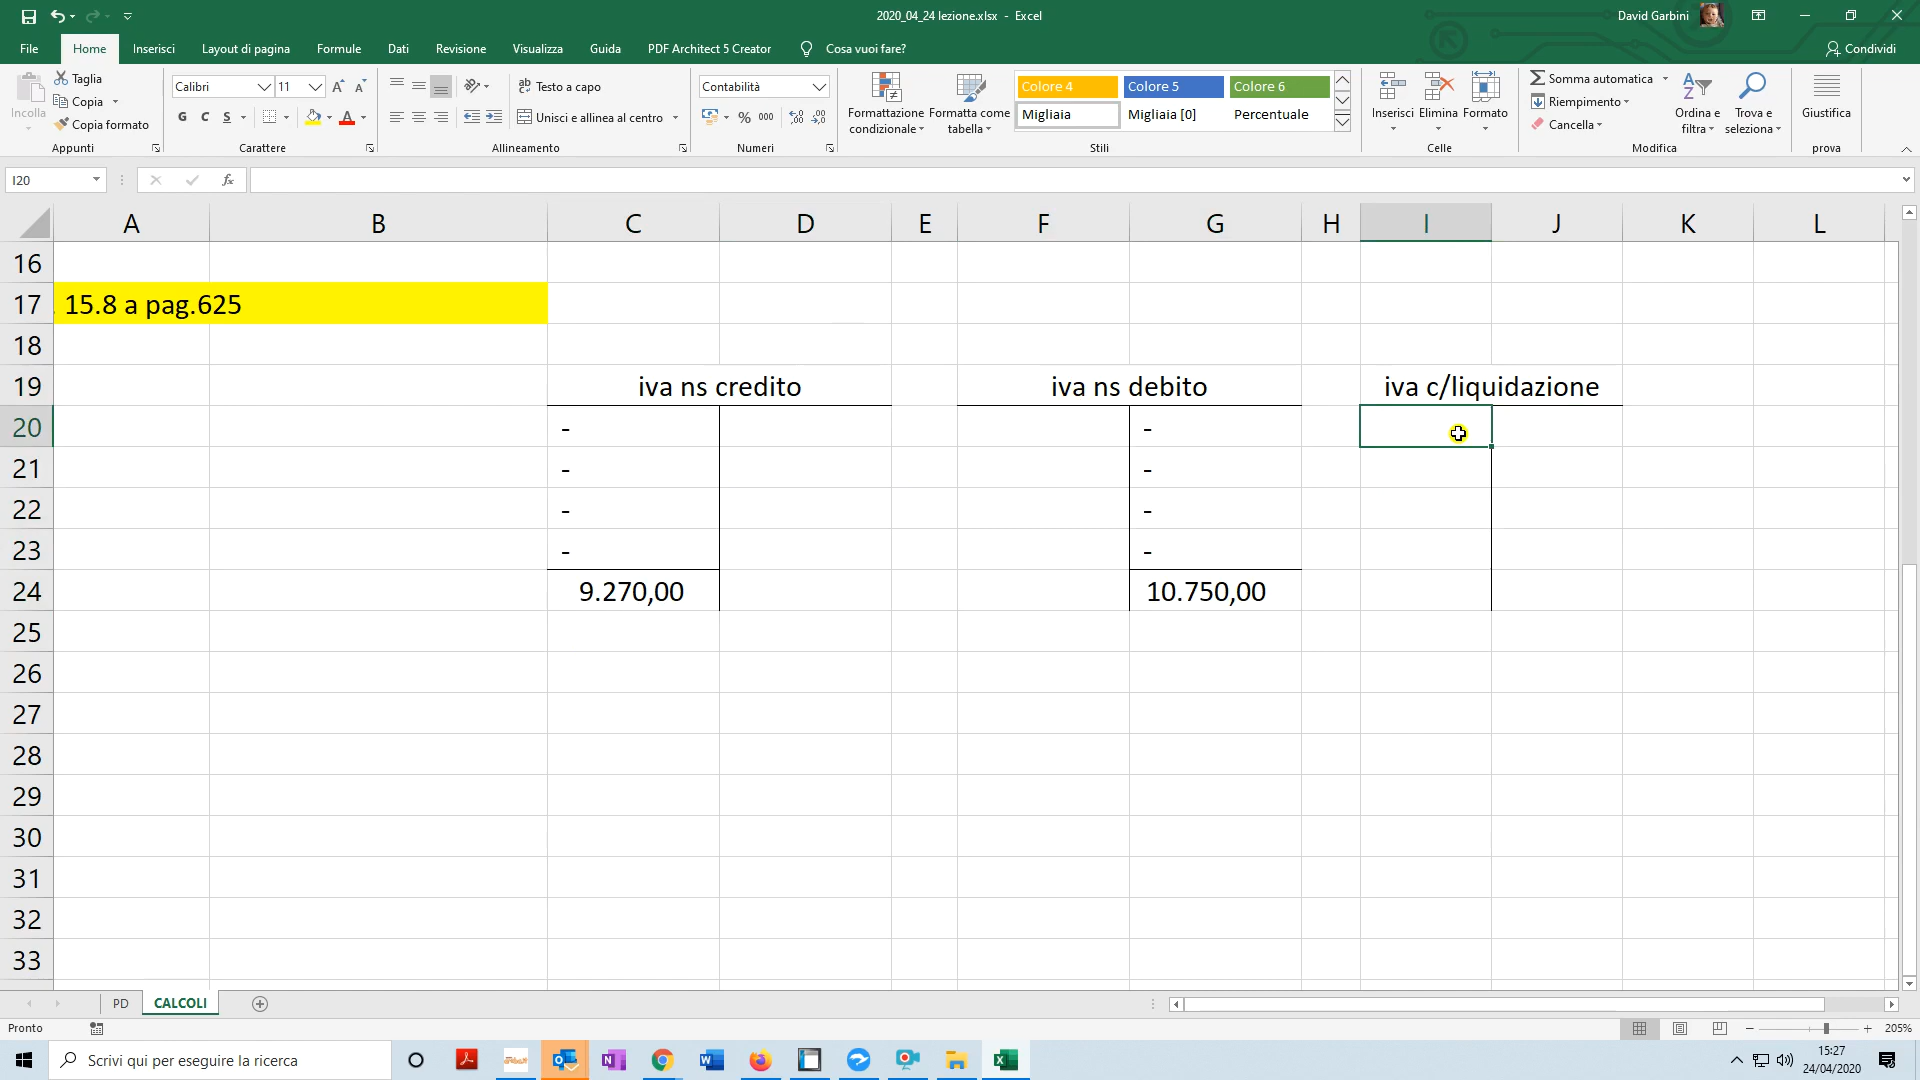 2020_04_24 lezione.xlsx - Excel
David Garbini
File Home Inserisci Layout di pagina Formule Dati Revisione Visualizza Guida PDF Architect 5 Creator Cosa vuoi fare? Condividi
Incolla
Taglia
Copia
Copia formato
Appunti
Calibri 11
G C S
Carattere
Testo a capo
Unisci e allinea al centro
Allineamento
Contabilità
% 000
Numeri
Formattazione condizionale
Formatta come tabella
Colore 4 Colore 5 Colore 6
Migliaia Migliaia [0] Percentuale
Stili
Inserisci Elimina Formato
Celle
Somma automatica
Riempimento
Cancella
Ordina e filtra
Trova e seleziona
Modifica
Giustifica
prova
I20 fx
A B C D E F G H I J K L
16
17 15.8 a pag.625
18
19 iva ns credito iva ns debito iva c/liquidazione
20 - -
21 - -
22 - -
23 - -
24 9.270,00 10.750,00
25
26
27
28
29
30
31
32
33
PD CALCOLI
Pronto 205%
Scrivi qui per eseguire la ricerca
15:27
24/04/2020